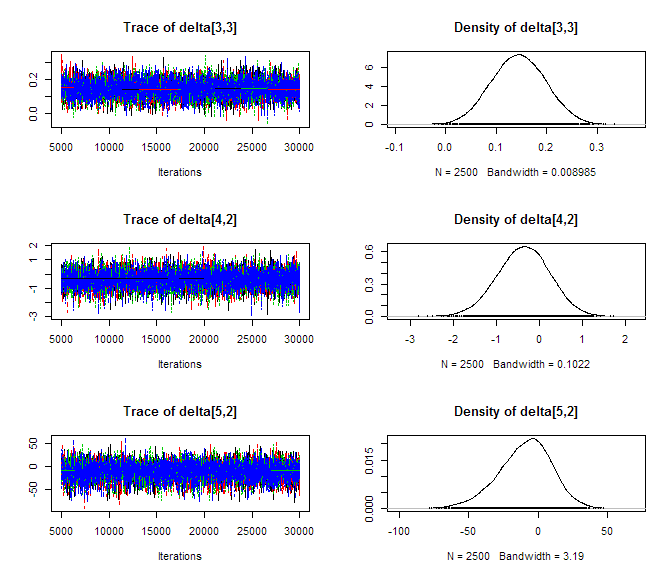 Trace of delta[3,3]
0.2
0.0
5000 10000 15000 20000 25000 30000
Iterations
Density of delta[3,3]
6
4
2
0
-0.1 0.0 0.1 0.2 0.3
N = 2500 Bandwidth = 0.008985
Trace of delta[4,2]
2
1
-1
-3
5000 10000 15000 20000 25000 30000
Iterations
Density of delta[4,2]
0.6
0.3
0.0
-3 -2 -1 0 1 2
N = 2500 Bandwidth = 0.1022
Trace of delta[5,2]
50
0
-50
5000 10000 15000 20000 25000 30000
Iterations
Density of delta[5,2]
0.015
0.000
-100 -50 0 50
N = 2500 Bandwidth = 3.19